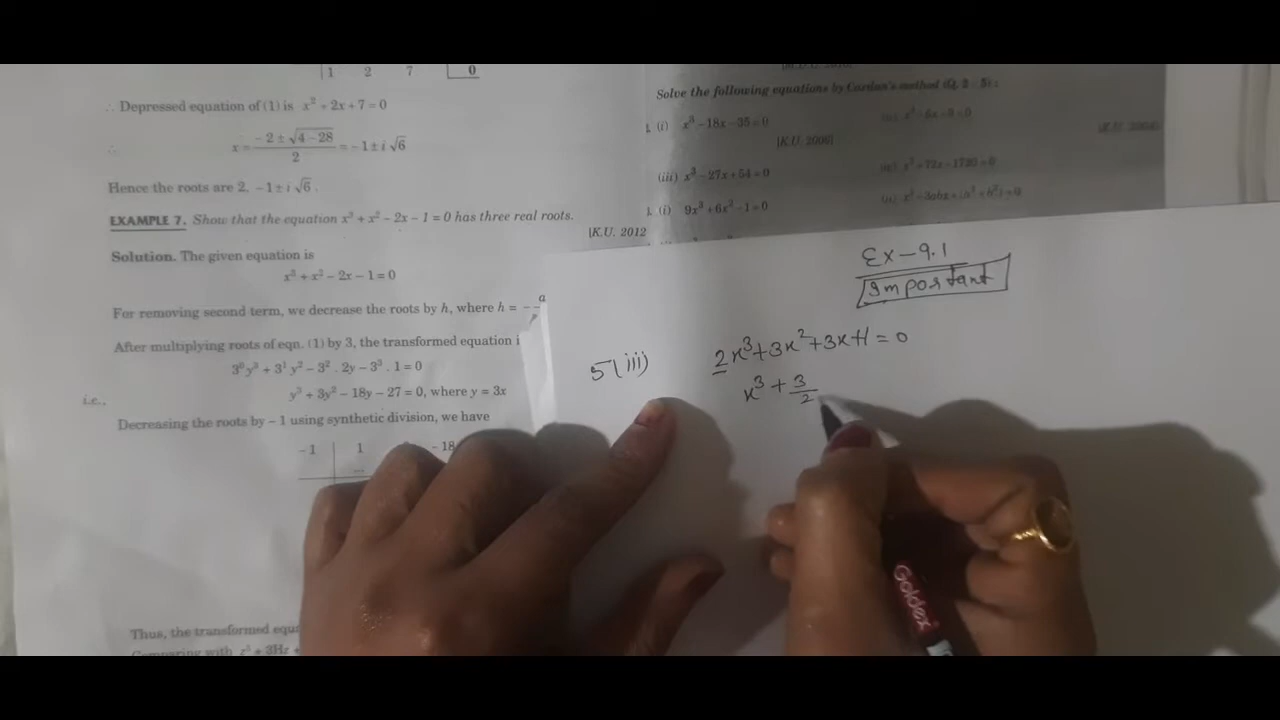 1 2 7 0
∴ Depressed equation of (1) is x² + 2x + 7 = 0
∴ x = (-2 ± √(4 - 28))/2 = -1 ± i √6
Hence the roots are 2, -1 ± i √6 .
EXAMPLE 7. Show that the equation x³ + x² - 2x - 1 = 0 has three real roots.
|K.U. 2012
Solution. The given equation is
x³ + x² - 2x - 1 = 0
For removing second term, we decrease the roots by h, where h = - a
After multiplying roots of eqn. (1) by 3, the transformed equation i
3⁰y³ + 3¹ y² - 3² . 2y - 3³ . 1 = 0
i.e., y³ + 3y² - 18y - 27 = 0, where y = 3x
Decreasing the roots by - 1 using synthetic division, we have
-1 1 - 18
Thus, the transformed equa
Comparing with z³ + 3Hz +
Solve the following equations by Cardan's method (Q. 2 - 5) :
(i) x³ - 18x - 35 = 0
|K.U. 2006|
(iii) x³ - 27x + 54 = 0
(i) 9x³ + 6x² - 1 = 0
Ex - 9.1
Important
5(iii) 2x³ + 3x² + 3x + 1 = 0
x³ + 3/2
Goldex